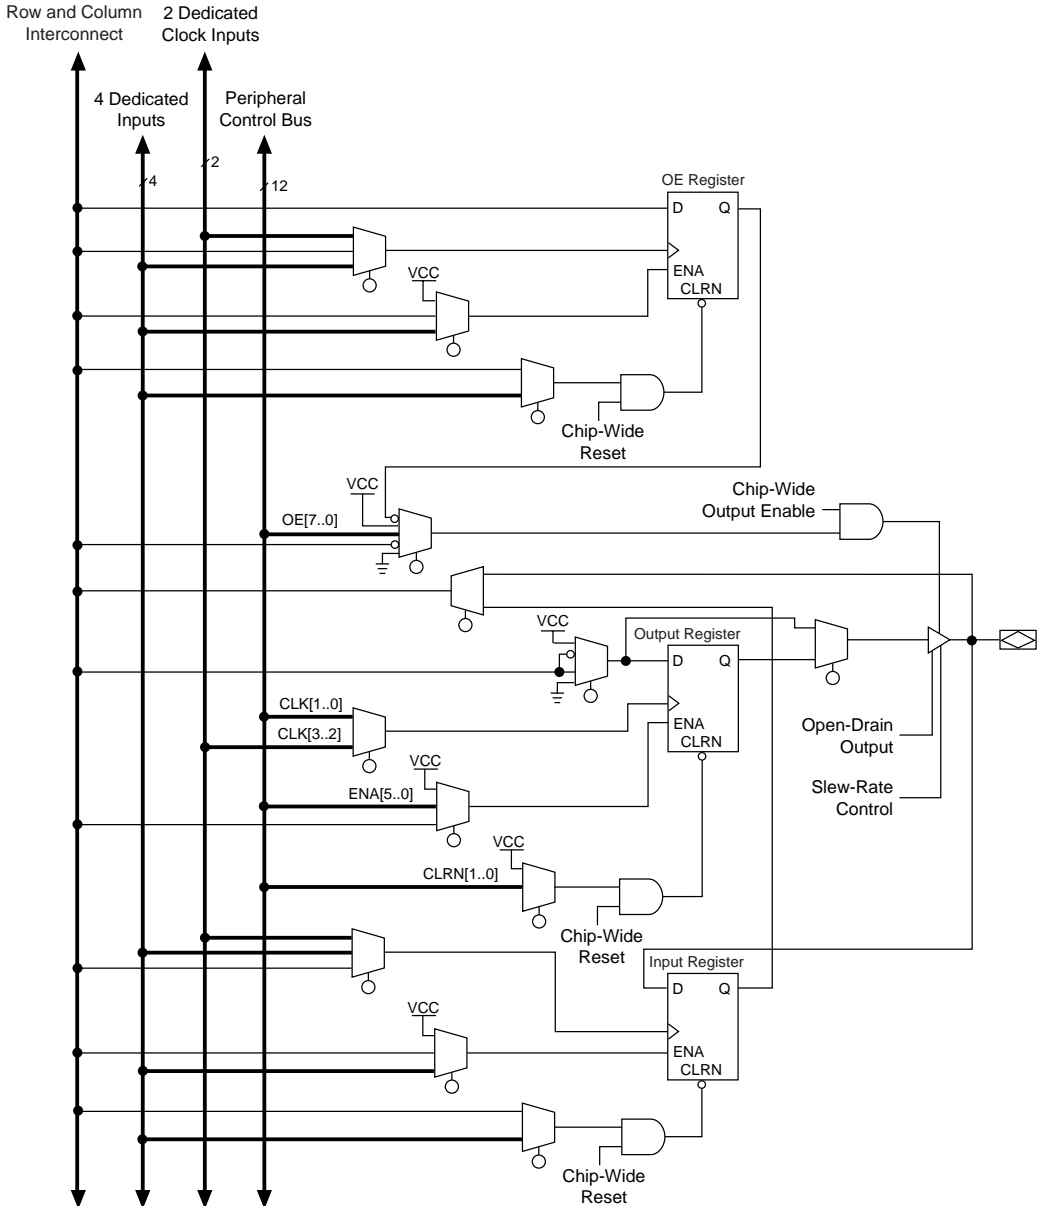 Row and Column
Interconnect
2 Dedicated
Clock Inputs
4 Dedicated
Inputs
Peripheral
Control Bus
2
4
12
OE Register
D Q
ENA
CLRN
VCC
Chip-Wide
Reset
VCC
OE[7..0]
Chip-Wide
Output Enable
VCC
Output Register
D Q
CLK[1..0]
ENA
CLK[3..2]
CLRN
Open-Drain
Output
VCC
ENA[5..0]
Slew-Rate
Control
VCC
CLRN[1..0]
Chip-Wide
Reset
Input Register
D Q
VCC
ENA
CLRN
Chip-Wide
Reset